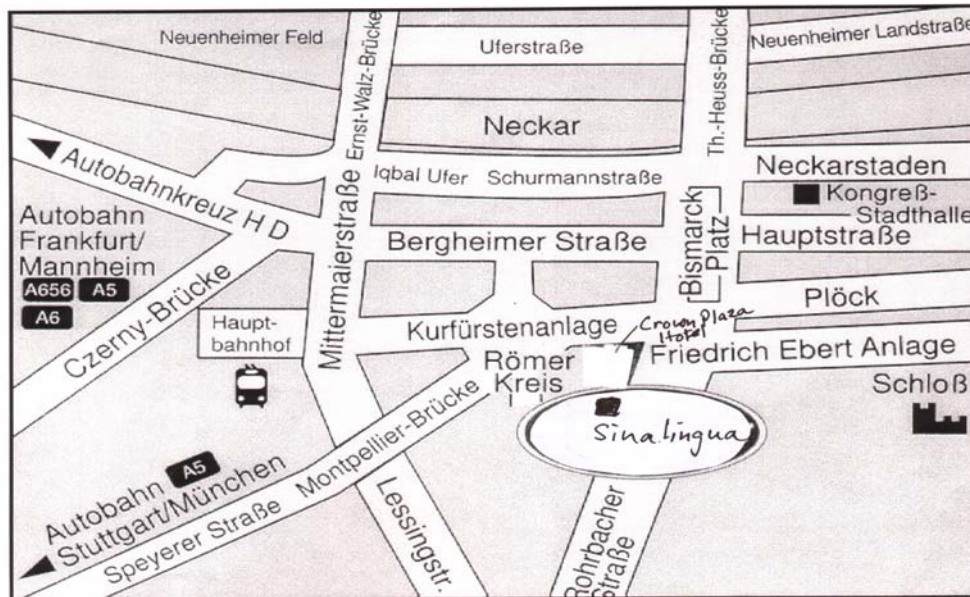 Neuenheimer Feld
Ernst-Walz-Brücke
Uferstraße
Th.-Heuss-Brücke
Neuenheimer Landstraße
Neckar
Autobahnkreuz H D
Iqbal Ufer Schurmannstraße
Neckarstaden
Kongreß-
Stadthalle
Autobahn
Frankfurt/
Mannheim
A656 A5
A6
Mittermaierstraße
Bergheimer Straße
Bismarck
Platz
Hauptstraße
Czerny-Brücke
Haupt-
bahnhof
Kurfürstenanlage
Crown Plaza
Hotel
Plöck
Römer
Kreis
Friedrich Ebert Anlage
Schloß
Sinalingua
Autobahn A5
Stuttgart/München
Speyerer Straße Montpellier-Brücke
Lessingstr.
Rohrbacher
Straße